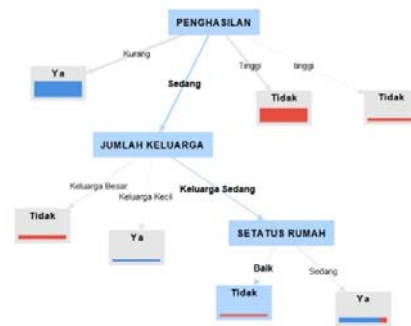 PENGHASILAN
Kurang
Sedang
Tinggi
tinggi
Ya
Tidak
Tidak
JUMLAH KELUARGA
Keluarga Besar
Keluarga Kecil
Keluarga Sedang
Tidak
Ya
SETATUS RUMAH
Baik
Sedang
Tidak
Ya